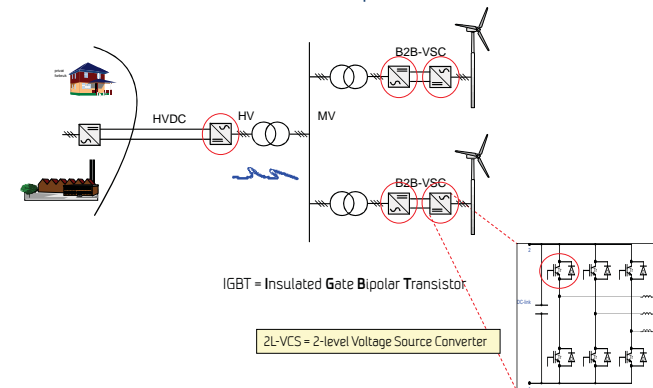 B2B-VSC
HVDC
HV
MV
B2B-VSC
DC-link
IGBT = Insulated Gate Bipolar Transistor
2L-VCS = 2-level Voltage Source Converter